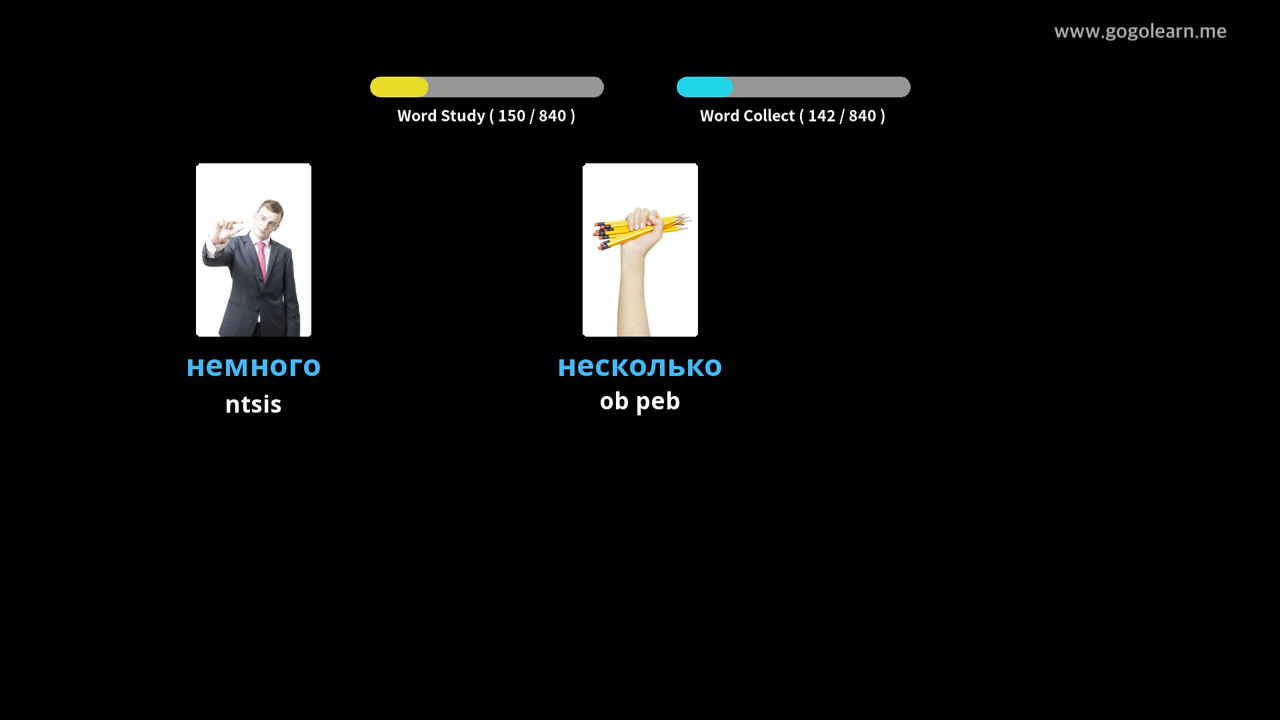 www.gogolearn.me
Word Study ( 150 / 840 )
Word Collect ( 142 / 840 )
немного
ntsis
несколько
ob peb